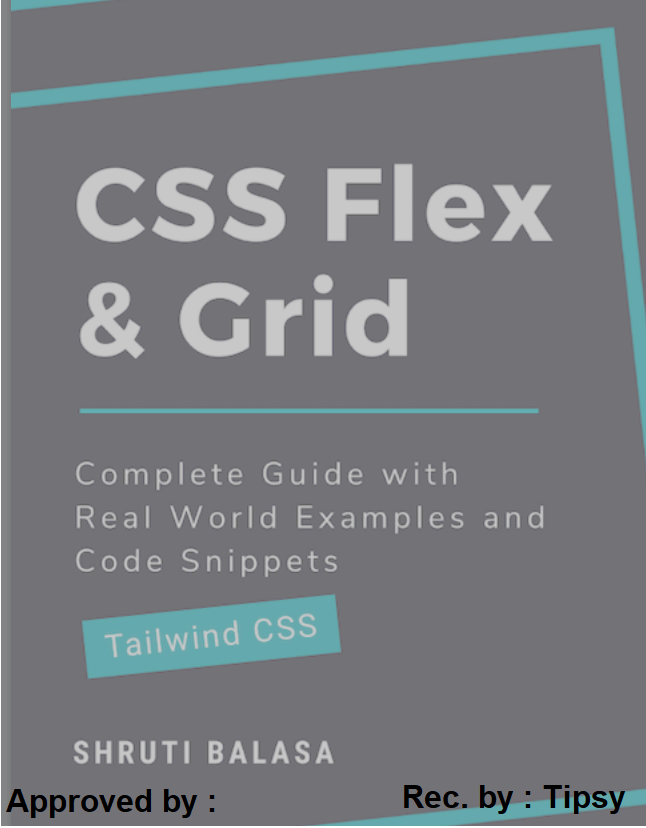 CSS Flex
& Grid
Complete Guide with
Real World Examples and
Code Snippets
Tailwind CSS
SHRUTI BALASA
Approved by :
Rec. by : Tipsy